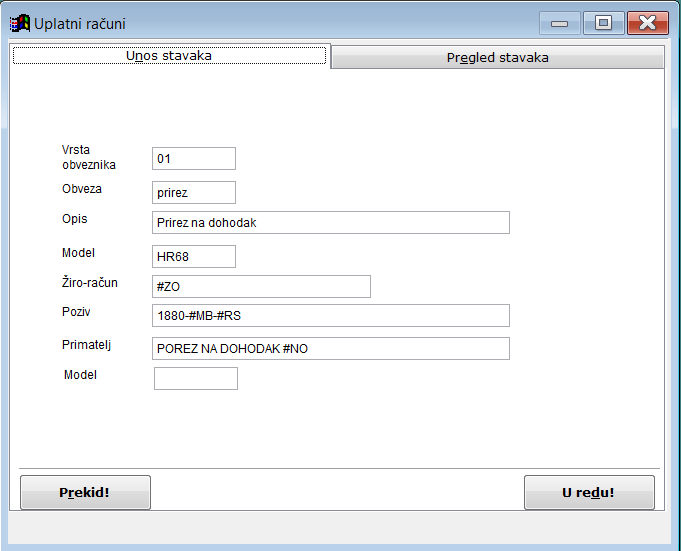 Uplatni računi
Unos stavaka
Pregled stavaka
Vrsta
obveznika
01
Obveza
prirez
Opis
Prirez na dohodak
Model
HR68
Žiro-račun
#ZO
Poziv
1880-#MB-#RS
Primatelj
POREZ NA DOHODAK #NO
Model
Prekid!
U redu!